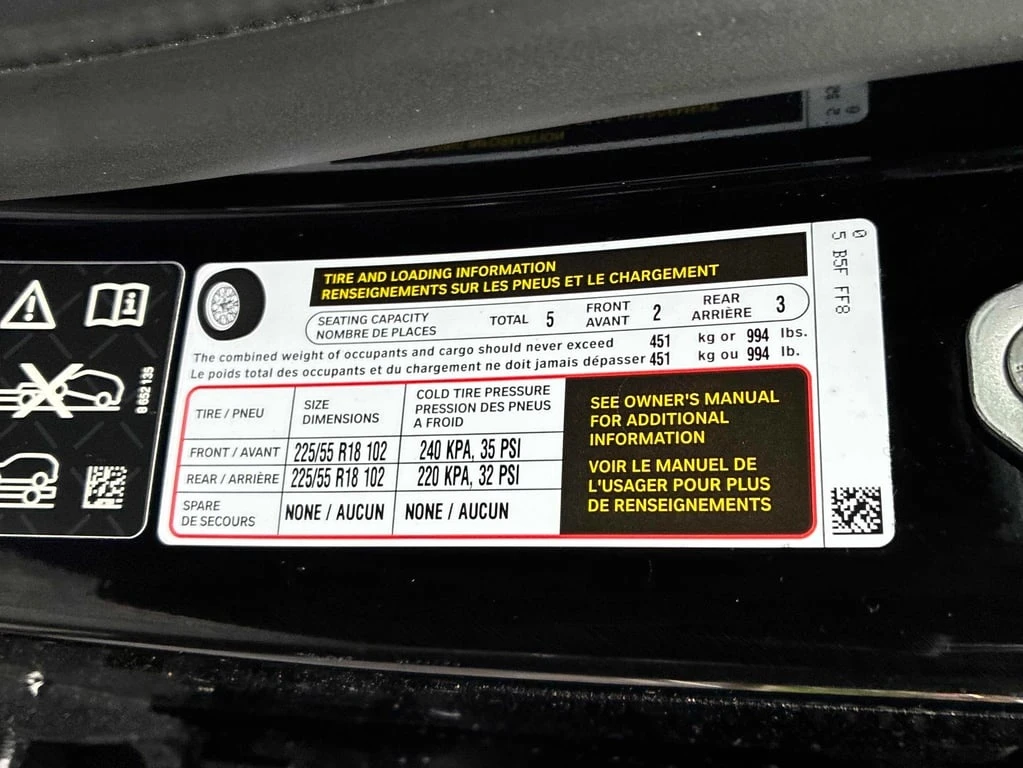 TIRE AND LOADING INFORMATION
RENSEIGNEMENTS SUR LES PNEUS ET LE CHARGEMENT
SEATING CAPACITY
NOMBRE DE PLACES
TOTAL 5
FRONT
AVANT
2
REAR
ARRIÈRE
3
The combined weight of occupants and cargo should never exceed 451 kg or 994 lbs.
Le poids total des occupants et du chargement ne doit jamais dépasser 451 kg ou 994 lb.
TIRE / PNEU
SIZE
DIMENSIONS
COLD TIRE PRESSURE
PRESSION DES PNEUS
A FROID
FRONT / AVANT 225/55 R18 102 240 KPA, 35 PSI
REAR / ARRIÈRE 225/55 R18 102 220 KPA, 32 PSI
SPARE
DE SECOURS
NONE / AUCUN NONE / AUCUN
SEE OWNER'S MANUAL
FOR ADDITIONAL
INFORMATION
VOIR LE MANUEL DE
L'USAGER POUR PLUS
DE RENSEIGNEMENTS
0
5 B5F FF8